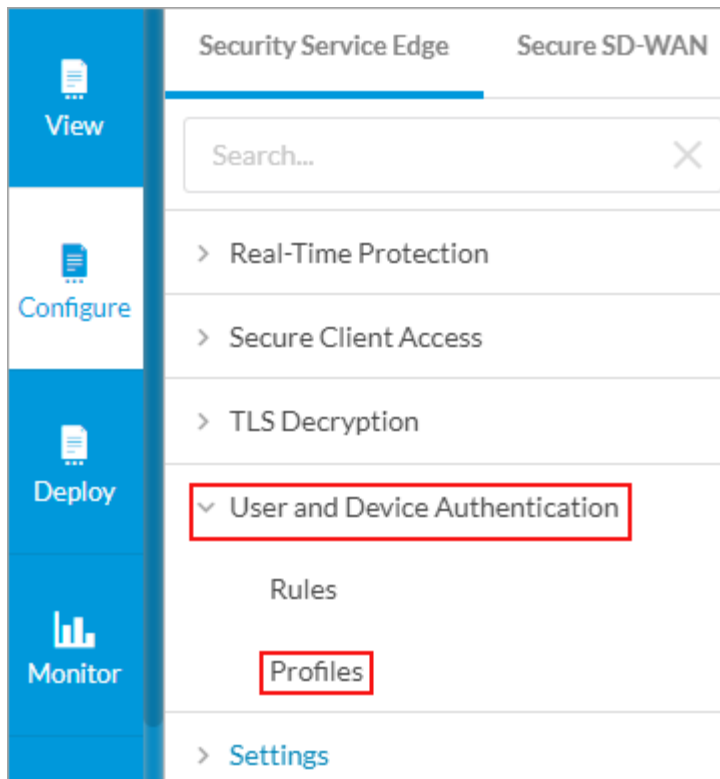 Security Service Edge
Secure SD-WAN
View
Search...
Real-Time Protection
Configure
Secure Client Access
TLS Decryption
Deploy
User and Device Authentication
Rules
Monitor
Profiles
Settings